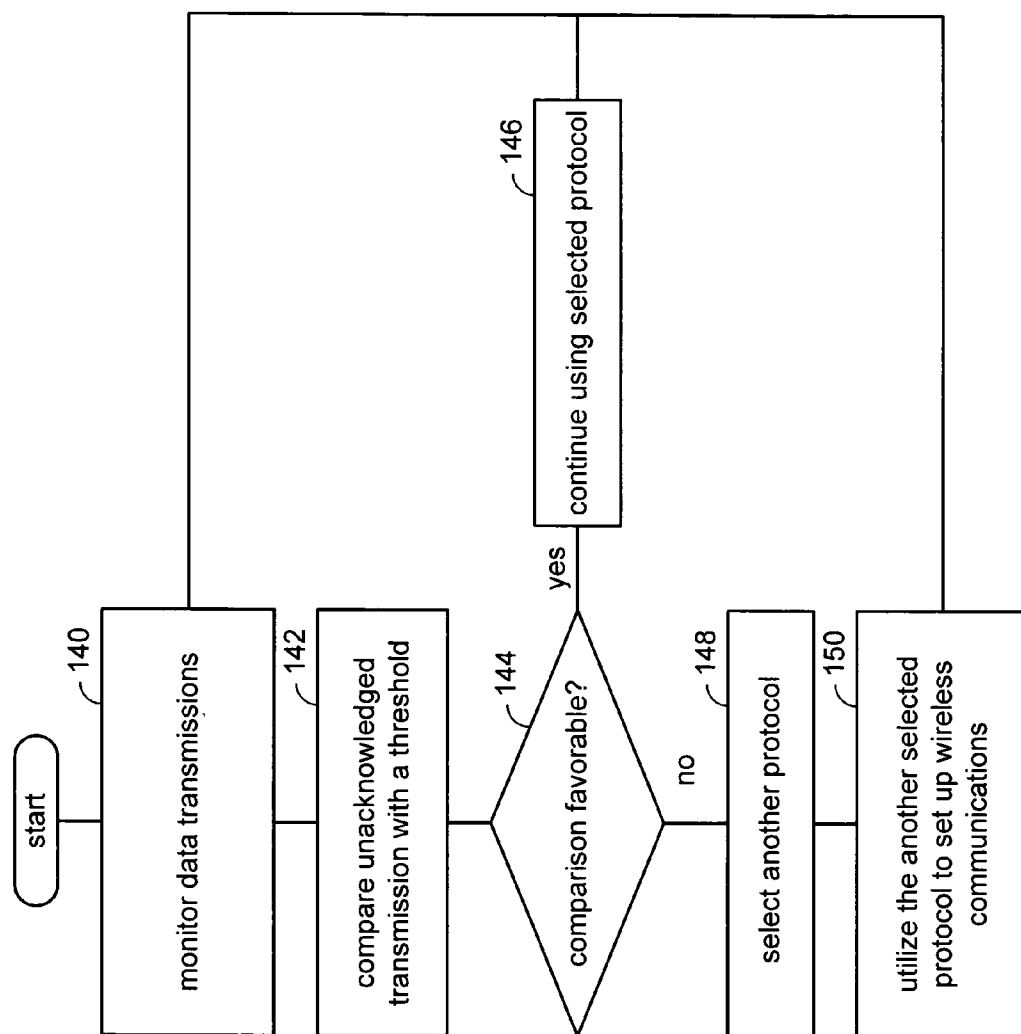 start
140
monitor data transmissions
142
compare unacknowledged
transmission with a threshold
144
comparison favorable?
yes
146
continue using selected protocol
no
148
select another protocol
150
utilize the another selected
protocol to set up wireless
communications